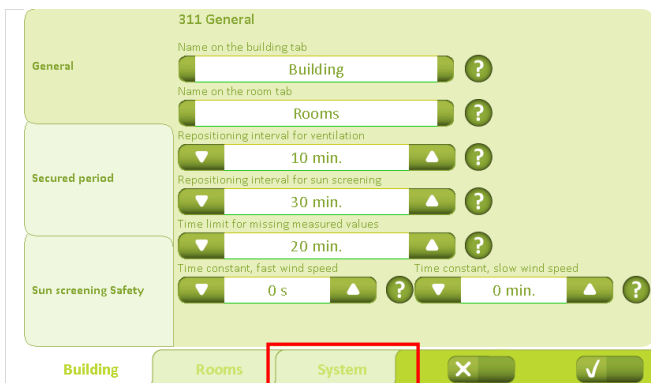 311 General
Name on the building tab
General
Building
?
Name on the room tab
Rooms
?
Repositioning interval for ventilation
10 min.
?
Secured period
Repositioning interval for sun screening
30 min.
?
Time limit for missing measured values
20 min.
?
Time constant, fast wind speed Time constant, slow wind speed
Sun screening Safety
0 s ? 0 min. ?
Building Rooms System